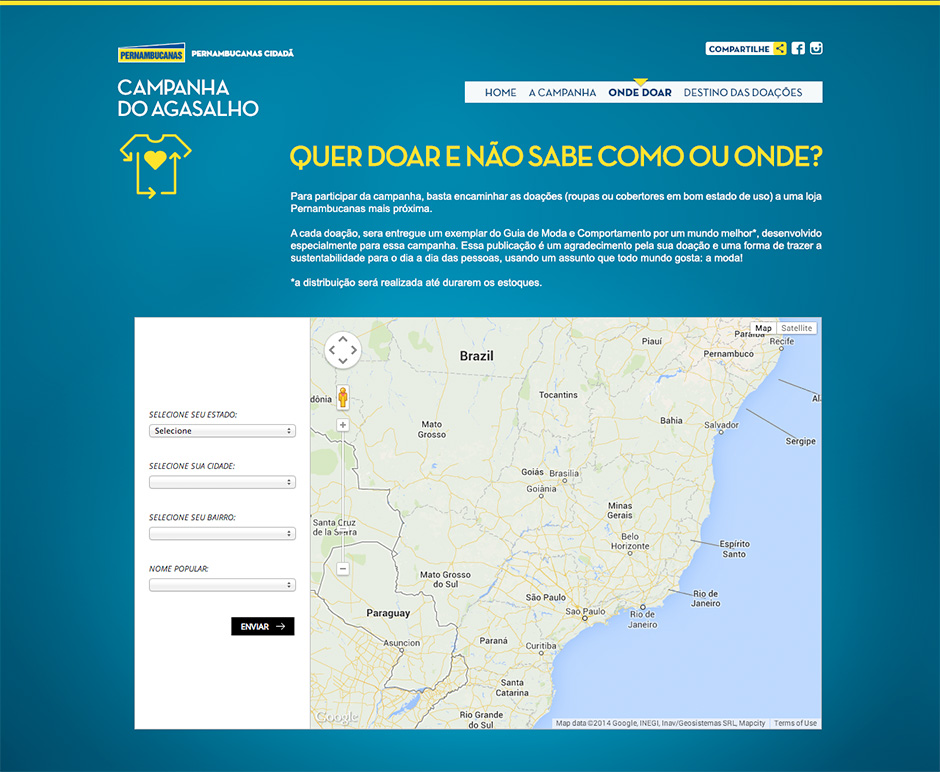 PERNAMBUCANAS PERNAMBUCANAS CIDADÃ
COMPARTILHE
CAMPANHA
DO AGASALHO
HOME A CAMPANHA ONDE DOAR DESTINO DAS DOAÇÕES
QUER DOAR E NÃO SABE COMO OU ONDE?
Para participar da campanha, basta encaminhar as doações (roupas ou cobertores em bom estado de uso) a uma loja
Pernambucanas mais próxima.
A cada doação, sera entregue um exemplar do Guia de Moda e Comportamento por um mundo melhor*, desenvolvido
especialmente para essa campanha. Essa publicação é um agradecimento pela sua doação e uma forma de trazer a
sustentabilidade para o dia a dia das pessoas, usando um assunto que todo mundo gosta: a moda!
*a distribuição será realizada até durarem os estoques.
SELECIONE SEU ESTADO:
Selecione
SELECIONE SUA CIDADE:
SELECIONE SEU BAIRRO:
NOME POPULAR:
ENVIAR
Map Satellite
Paraíba
Piauí
Recife
Pernambuco
Brazil
Tocantins
dônia
Al
Mato
Grosso
Bahia
Salvador
Sergipe
Goiás
Brasilia
Goiânia
Minas
Gerais
Santa Cruz
de la Sierra
Belo
Horizonte
Espírito
Santo
Mato Grosso
do Sul
São Paulo
Rio de
Janeiro
Paraguay
Sao Paulo
Rio de
Janeiro
Asuncion
Paraná
Curitiba
Santa
Catarina
Rio Grande
do Sul
Google
Map data ©2014 Google, INEGI, Inav/Geosistemas SRL, Mapcity Terms of Use